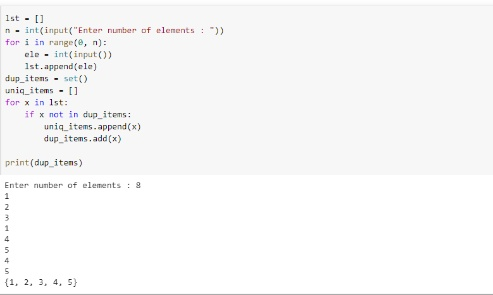 lst = []
n = int(input("Enter number of elements : "))
for i in range(0, n):
    ele = int(input())
    lst.append(ele)
dup_items = set()
uniq_items = []
for x in lst:
    if x not in dup_items:
        uniq_items.append(x)
        dup_items.add(x)

print(dup_items)
Enter number of elements : 8
1
2
3
1
4
5
4
5
{1, 2, 3, 4, 5}